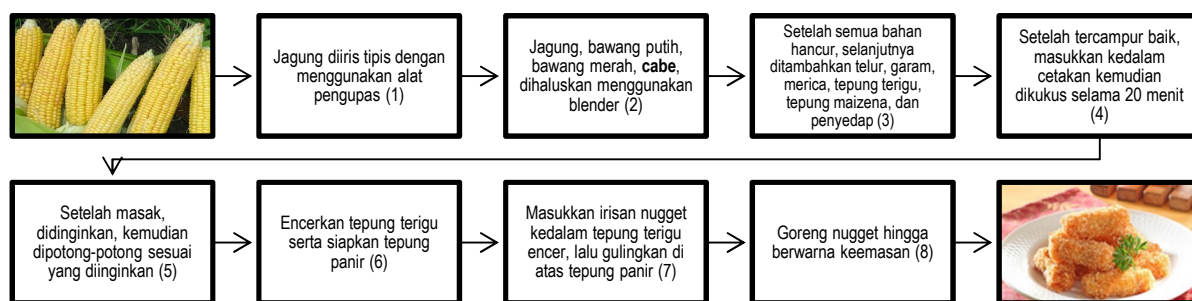 Jagung diiris tipis dengan
menggunakan alat
pengupas (1)
Jagung, bawang putih,
bawang merah, cabe,
dihaluskan menggunakan
blender (2)
Setelah semua bahan
hancur, selanjutnya
ditambahkan telur, garam,
merica, tepung terigu,
tepung maizena, dan
penyedap (3)
Setelah tercampur baik,
masukkan kedalam
cetakan kemudian
dikukus selama 20 menit
(4)
Setelah masak,
didinginkan, kemudian
dipotong-potong sesuai
yang diinginkan (5)
Encerkan tepung terigu
serta siapkan tepung
panir (6)
Masukkan irisan nugget
kedalam tepung terigu
encer, lalu gulingkan di
atas tepung panir (7)
Goreng nugget hingga
berwarna keemasan (8)